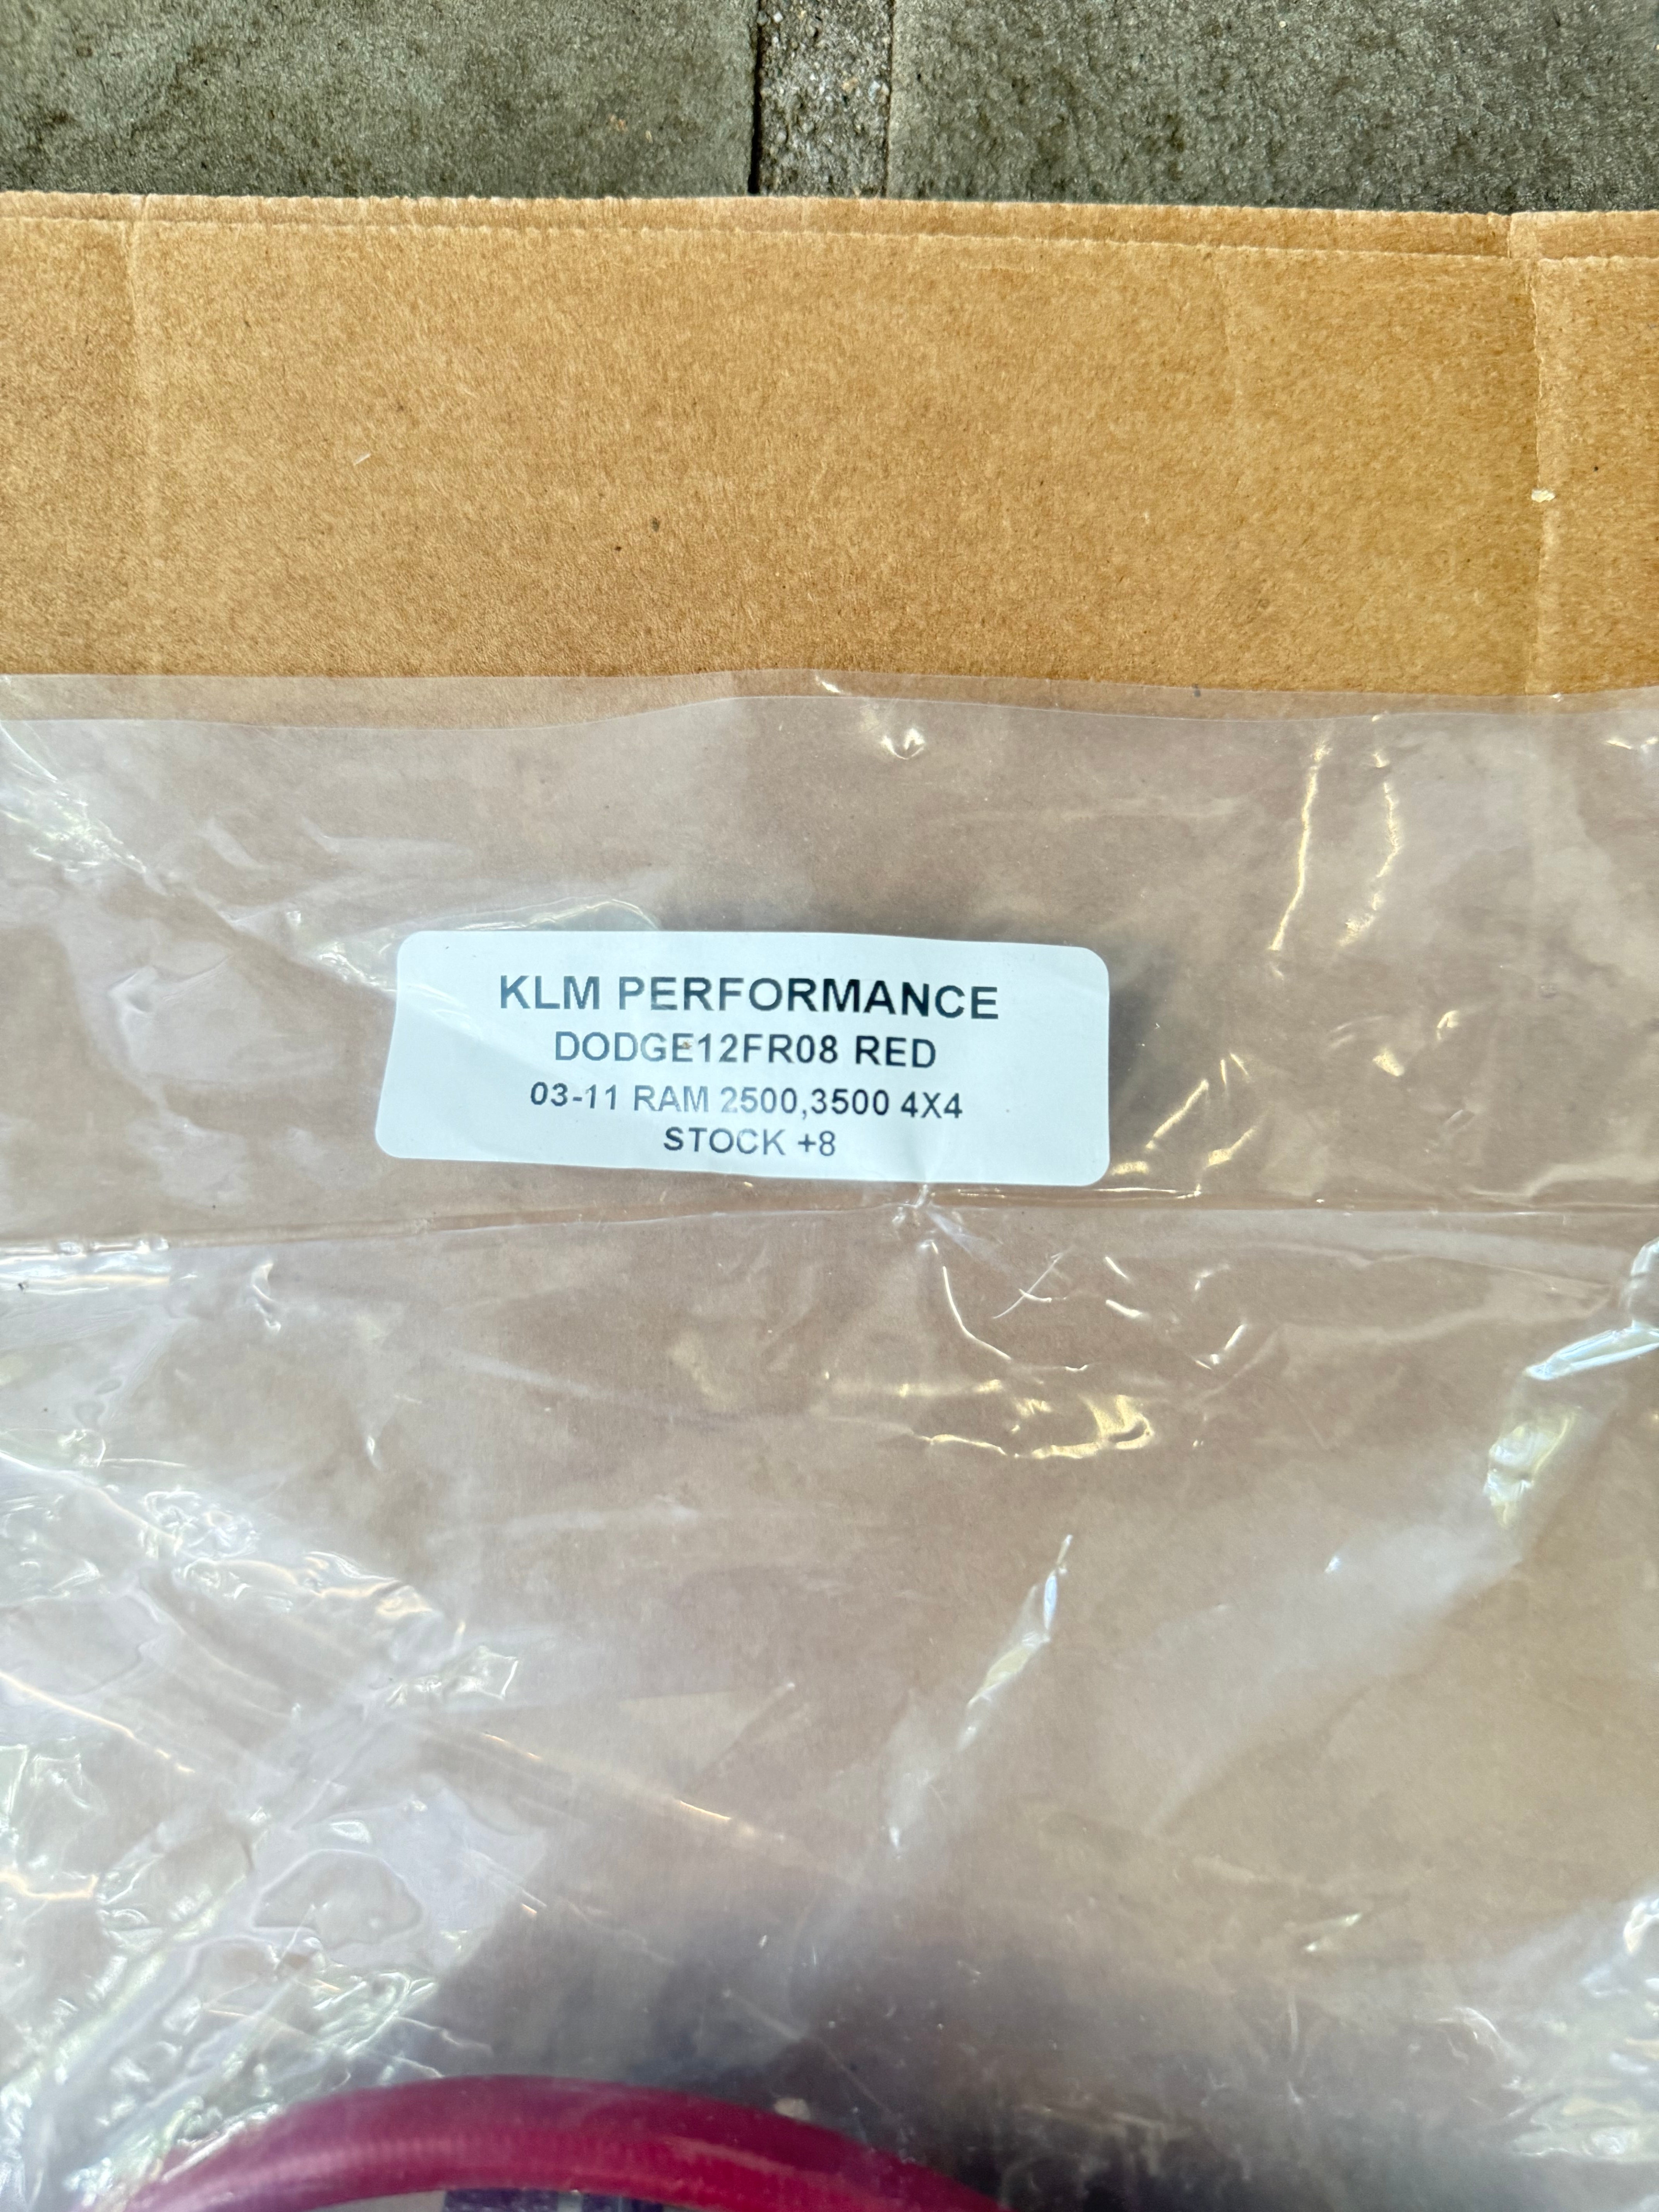 KLM PERFORMANCE
DODGE12FR08 RED
03-11 RAM 2500,3500 4X4
STOCK +8